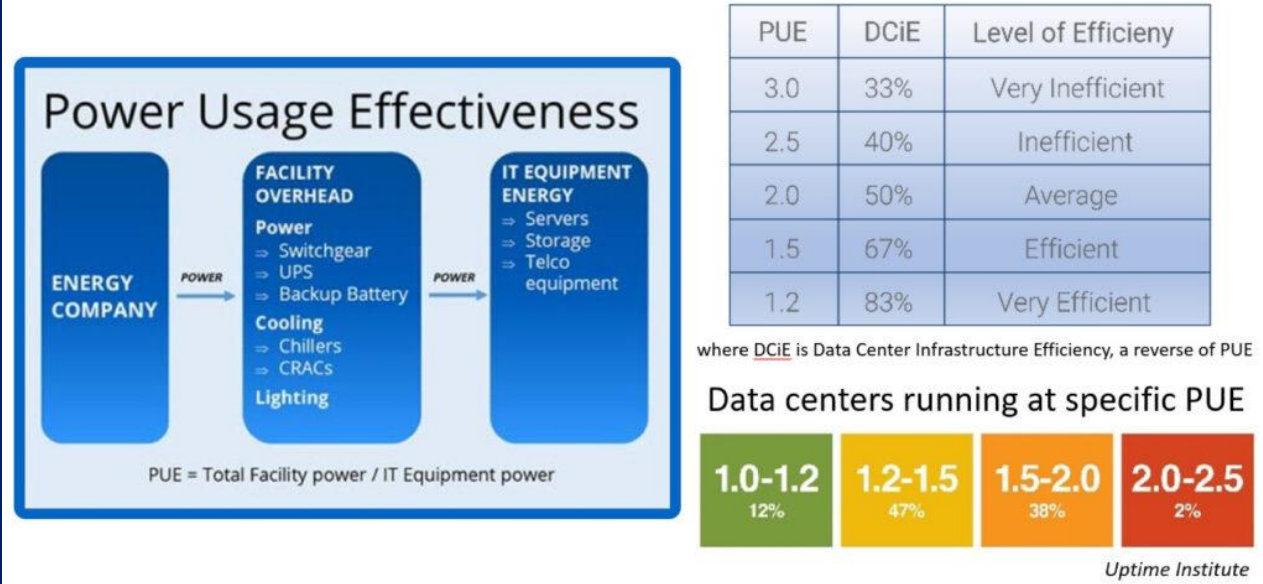 Power Usage Effectiveness
ENERGY
COMPANY
POWER
FACILITY
OVERHEAD
Power
⇒ Switchgear
⇒ UPS
⇒ Backup Battery
Cooling
⇒ Chillers
⇒ CRACs
Lighting
POWER
IT EQUIPMENT
ENERGY
⇒ Servers
⇒ Storage
⇒ Telco
equipment
PUE = Total Facility power / IT Equipment power
PUE DCiE Level of Efficieny
3.0 33% Very Inefficient
2.5 40% Inefficient
2.0 50% Average
1.5 67% Efficient
1.2 83% Very Efficient
where DCiE is Data Center Infrastructure Efficiency, a reverse of PUE
Data centers running at specific PUE
1.0-1.2 1.2-1.5 1.5-2.0 2.0-2.5
12% 47% 38% 2%
Uptime Institute